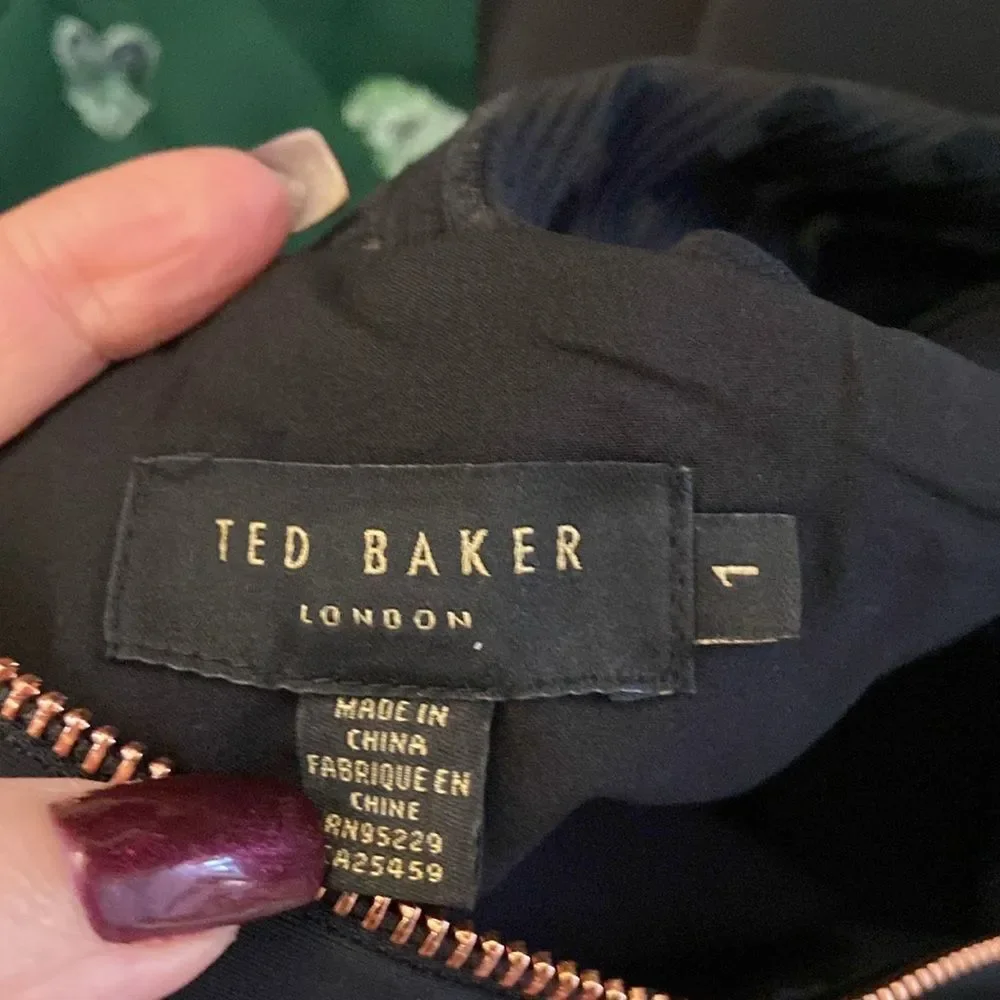 TED BAKER
LONDON
1
MADE IN
CHINA
FABRIQUE EN
CHINE
RN95229
CA25459